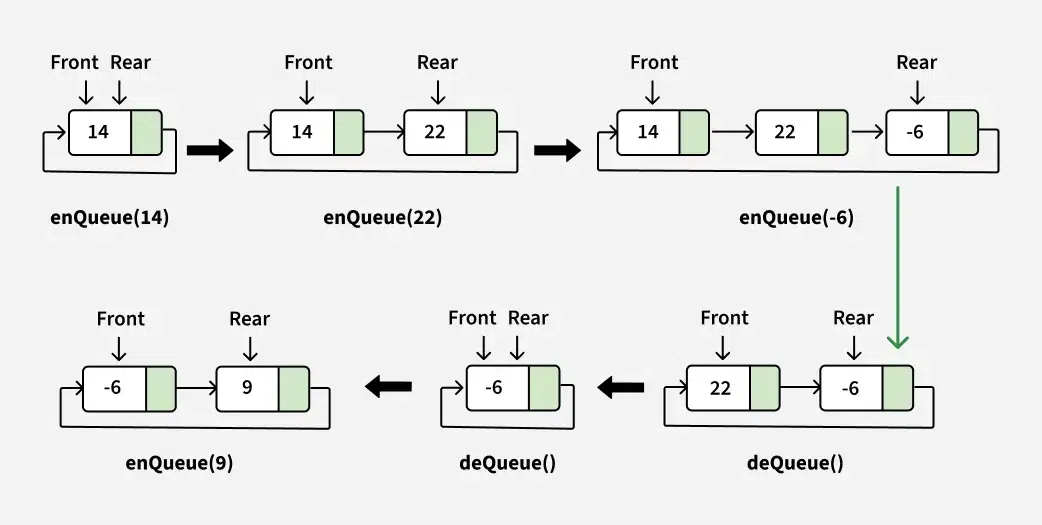 Front Rear
14
enQueue(14)
Front Rear
14 22
enQueue(22)
Front Rear
14 22 -6
enQueue(-6)
Front Rear
-6 9
enQueue(9)
Front Rear
-6
deQueue()
Front Rear
22 -6
deQueue()